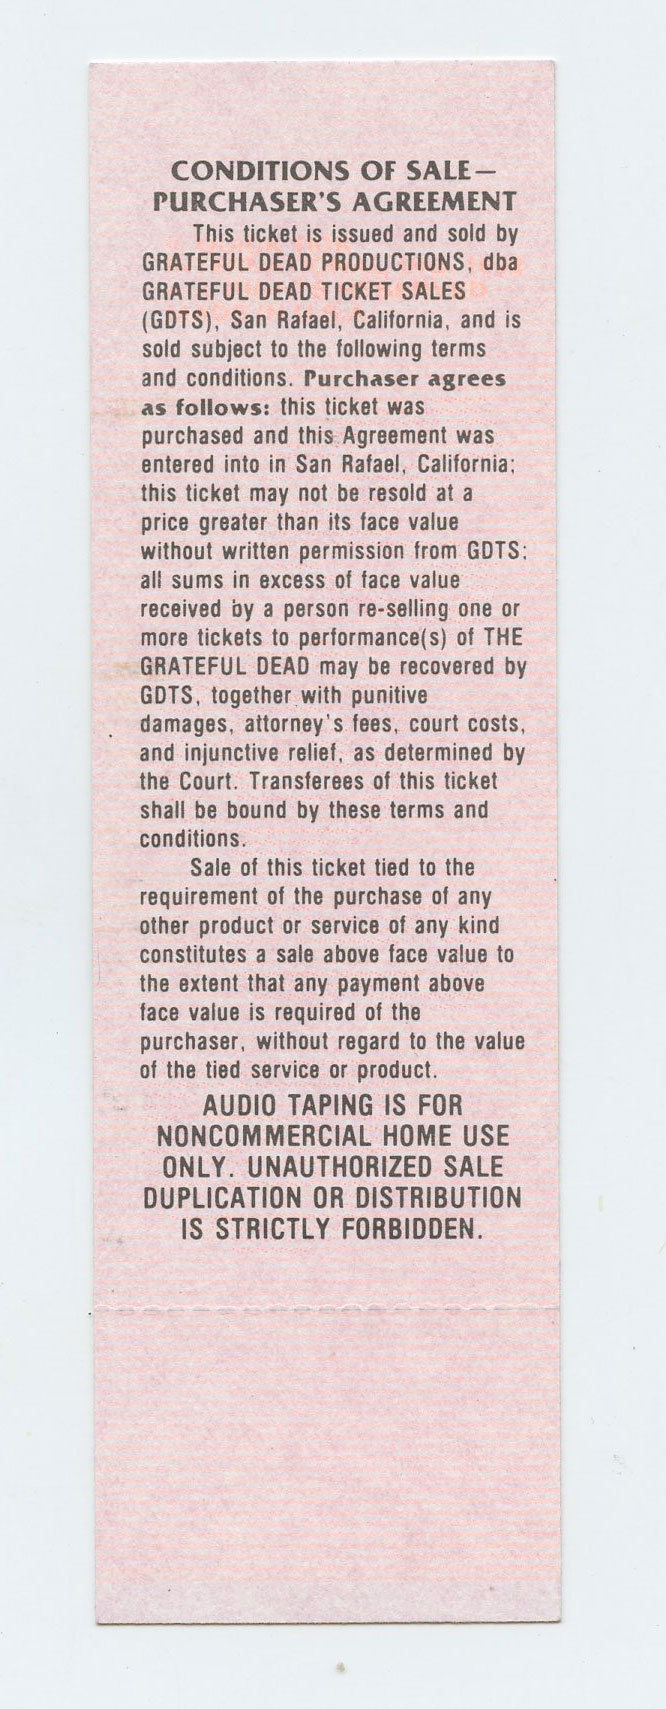 CONDITIONS OF SALE—
PURCHASER'S AGREEMENT
This ticket is issued and sold by
GRATEFUL DEAD PRODUCTIONS, dba
GRATEFUL DEAD TICKET SALES
(GDTS), San Rafael, California, and is
sold subject to the following terms
and conditions. Purchaser agrees
as follows: this ticket was
purchased and this Agreement was
entered into in San Rafael, California;
this ticket may not be resold at a
price greater than its face value
without written permission from GDTS;
all sums in excess of face value
received by a person re-selling one or
more tickets to performance(s) of THE
GRATEFUL DEAD may be recovered by
GDTS, together with punitive
damages, attorney's fees, court costs,
and injunctive relief, as determined by
the Court. Transferees of this ticket
shall be bound by these terms and
conditions.
Sale of this ticket tied to the
requirement of the purchase of any
other product or service of any kind
constitutes a sale above face value to
the extent that any payment above
face value is required of the
purchaser, without regard to the value
of the tied service or product.
AUDIO TAPING IS FOR
NONCOMMERCIAL HOME USE
ONLY. UNAUTHORIZED SALE
DUPLICATION OR DISTRIBUTION
IS STRICTLY FORBIDDEN.